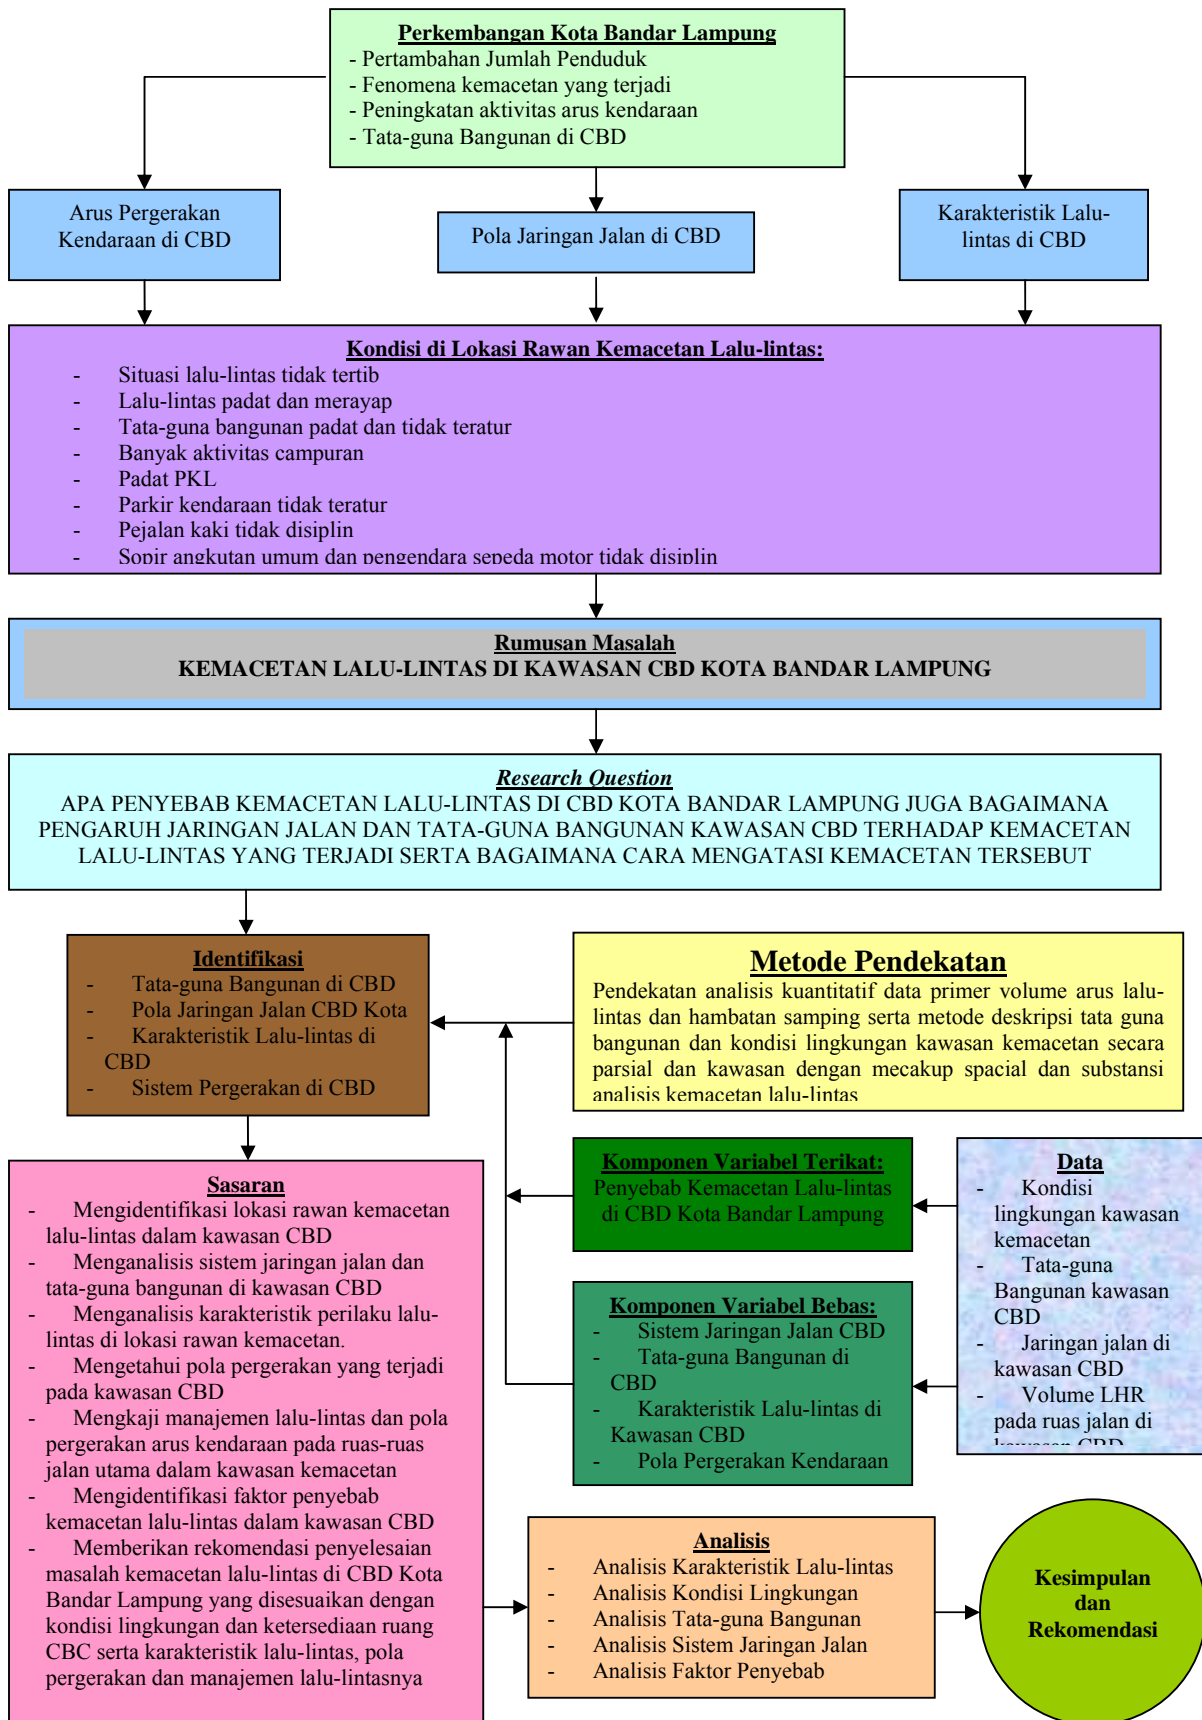 Perkembangan Kota Bandar Lampung
- Pertambahan Jumlah Penduduk
- Fenomena kemacetan yang terjadi
- Peningkatan aktivitas arus kendaraan
- Tata-guna Bangunan di CBD
Arus Pergerakan
Kendaraan di CBD
Pola Jaringan Jalan di CBD
Karakteristik Lalu-
lintas di CBD
Kondisi di Lokasi Rawan Kemacetan Lalu-lintas:
- Situasi lalu-lintas tidak tertib
- Lalu-lintas padat dan merayap
- Tata-guna bangunan padat dan tidak teratur
- Banyak aktivitas campuran
- Padat PKL
- Parkir kendaraan tidak teratur
- Pejalan kaki tidak disiplin
- Sopir angkutan umum dan pengendara sepeda motor tidak disiplin
Rumusan Masalah
KEMACETAN LALU-LINTAS DI KAWASAN CBD KOTA BANDAR LAMPUNG
Research Question
APA PENYEBAB KEMACETAN LALU-LINTAS DI CBD KOTA BANDAR LAMPUNG JUGA BAGAIMANA
PENGARUH JARINGAN JALAN DAN TATA-GUNA BANGUNAN KAWASAN CBD TERHADAP KEMACETAN
LALU-LINTAS YANG TERJADI SERTA BAGAIMANA CARA MENGATASI KEMACETAN TERSEBUT
Identifikasi
- Tata-guna Bangunan di CBD
- Pola Jaringan Jalan CBD Kota
- Karakteristik Lalu-lintas di
CBD
- Sistem Pergerakan di CBD
Metode Pendekatan
Pendekatan analisis kuantitatif data primer volume arus lalu-
lintas dan hambatan samping serta metode deskripsi tata guna
bangunan dan kondisi lingkungan kawasan kemacetan secara
parsial dan kawasan dengan mecakup spacial dan substansi
analisis kemacetan lalu-lintas
Komponen Variabel Terikat:
Penyebab Kemacetan Lalu-lintas
di CBD Kota Bandar Lampung
Data
- Kondisi
lingkungan kawasan
kemacetan
- Tata-guna
Bangunan kawasan
CBD
- Jaringan jalan di
kawasan CBD
- Volume LHR
pada ruas jalan di
kawasan CBD
Komponen Variabel Bebas:
- Sistem Jaringan Jalan CBD
- Tata-guna Bangunan di
CBD
- Karakteristik Lalu-lintas di
Kawasan CBD
- Pola Pergerakan Kendaraan
Sasaran
- Mengidentifikasi lokasi rawan kemacetan
lalu-lintas dalam kawasan CBD
- Menganalisis sistem jaringan jalan dan
tata-guna bangunan di kawasan CBD
- Menganalisis karakteristik perilaku lalu-
lintas di lokasi rawan kemacetan.
- Mengetahui pola pergerakan yang terjadi
pada kawasan CBD
- Mengkaji manajemen lalu-lintas dan pola
pergerakan arus kendaraan pada ruas-ruas
jalan utama dalam kawasan kemacetan
- Mengidentifikasi faktor penyebab
kemacetan lalu-lintas dalam kawasan CBD
- Memberikan rekomendasi penyelesaian
masalah kemacetan lalu-lintas di CBD Kota
Bandar Lampung yang disesuaikan dengan
kondisi lingkungan dan ketersediaan ruang
CBC serta karakteristik lalu-lintas, pola
pergerakan dan manajemen lalu-lintasnya
Analisis
- Analisis Karakteristik Lalu-lintas
- Analisis Kondisi Lingkungan
- Analisis Tata-guna Bangunan
- Analisis Sistem Jaringan Jalan
- Analisis Faktor Penyebab
Kesimpulan
dan
Rekomendasi